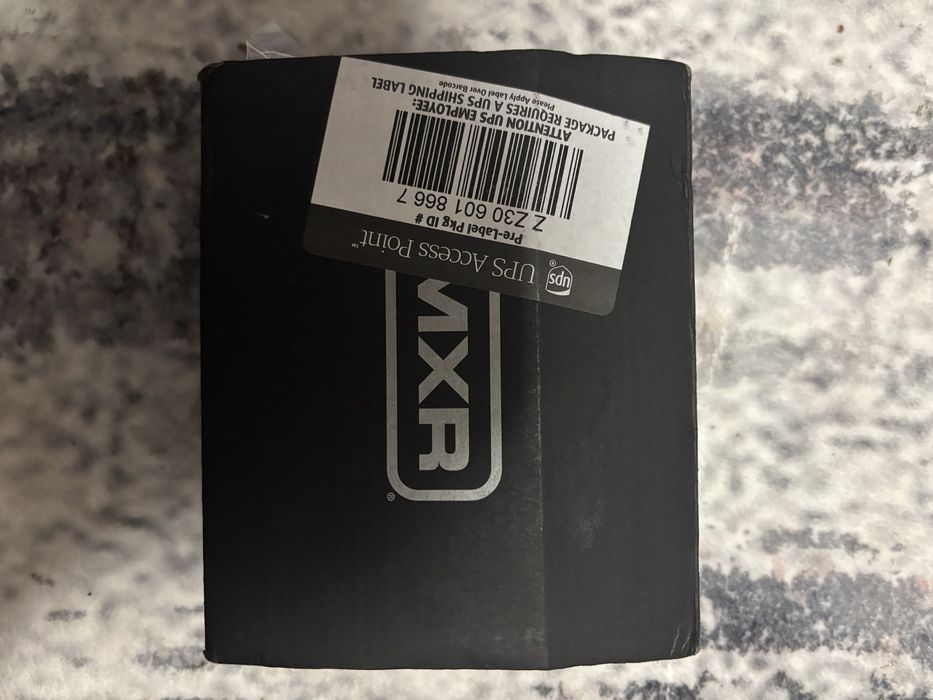 ups
UPS Access Point™
Pre-Label Pkg ID #
Z Z30 601 866 7
ATTENTION UPS EMPLOYEE:
PACKAGE REQUIRES A UPS SHIPPING LABEL
Please Apply Label Over Barcode
MXR®